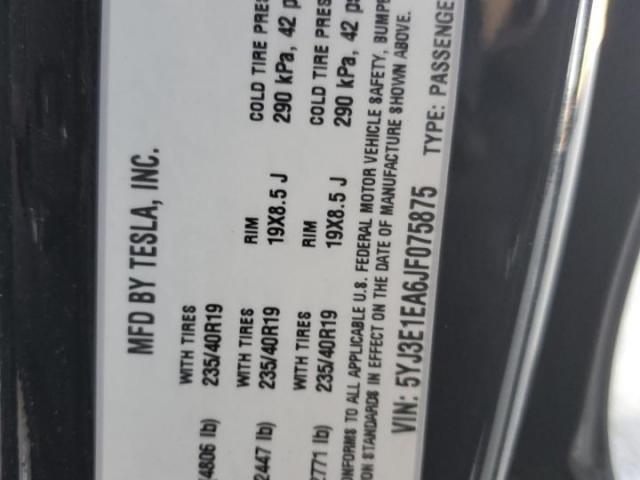 MFD BY TESLA, INC.
4806 lb) WITH TIRES 235/40R19
2447 lb) WITH TIRES 235/40R19 RIM 19X8.5 J COLD TIRE PRES 290 kPa, 42 p
2771 lb) WITH TIRES 235/40R19 RIM 19X8.5 J COLD TIRE PRES 290 kPa, 42 ps
ONFORMS TO ALL APPLICABLE U.S. FEDERAL MOTOR VEHICLE SAFETY, BUMPE
ON STANDARDS IN EFFECT ON THE DATE OF MANUFACTURE SHOWN ABOVE.
VIN: 5YJ3E1EA6JF075875 TYPE: PASSENGE